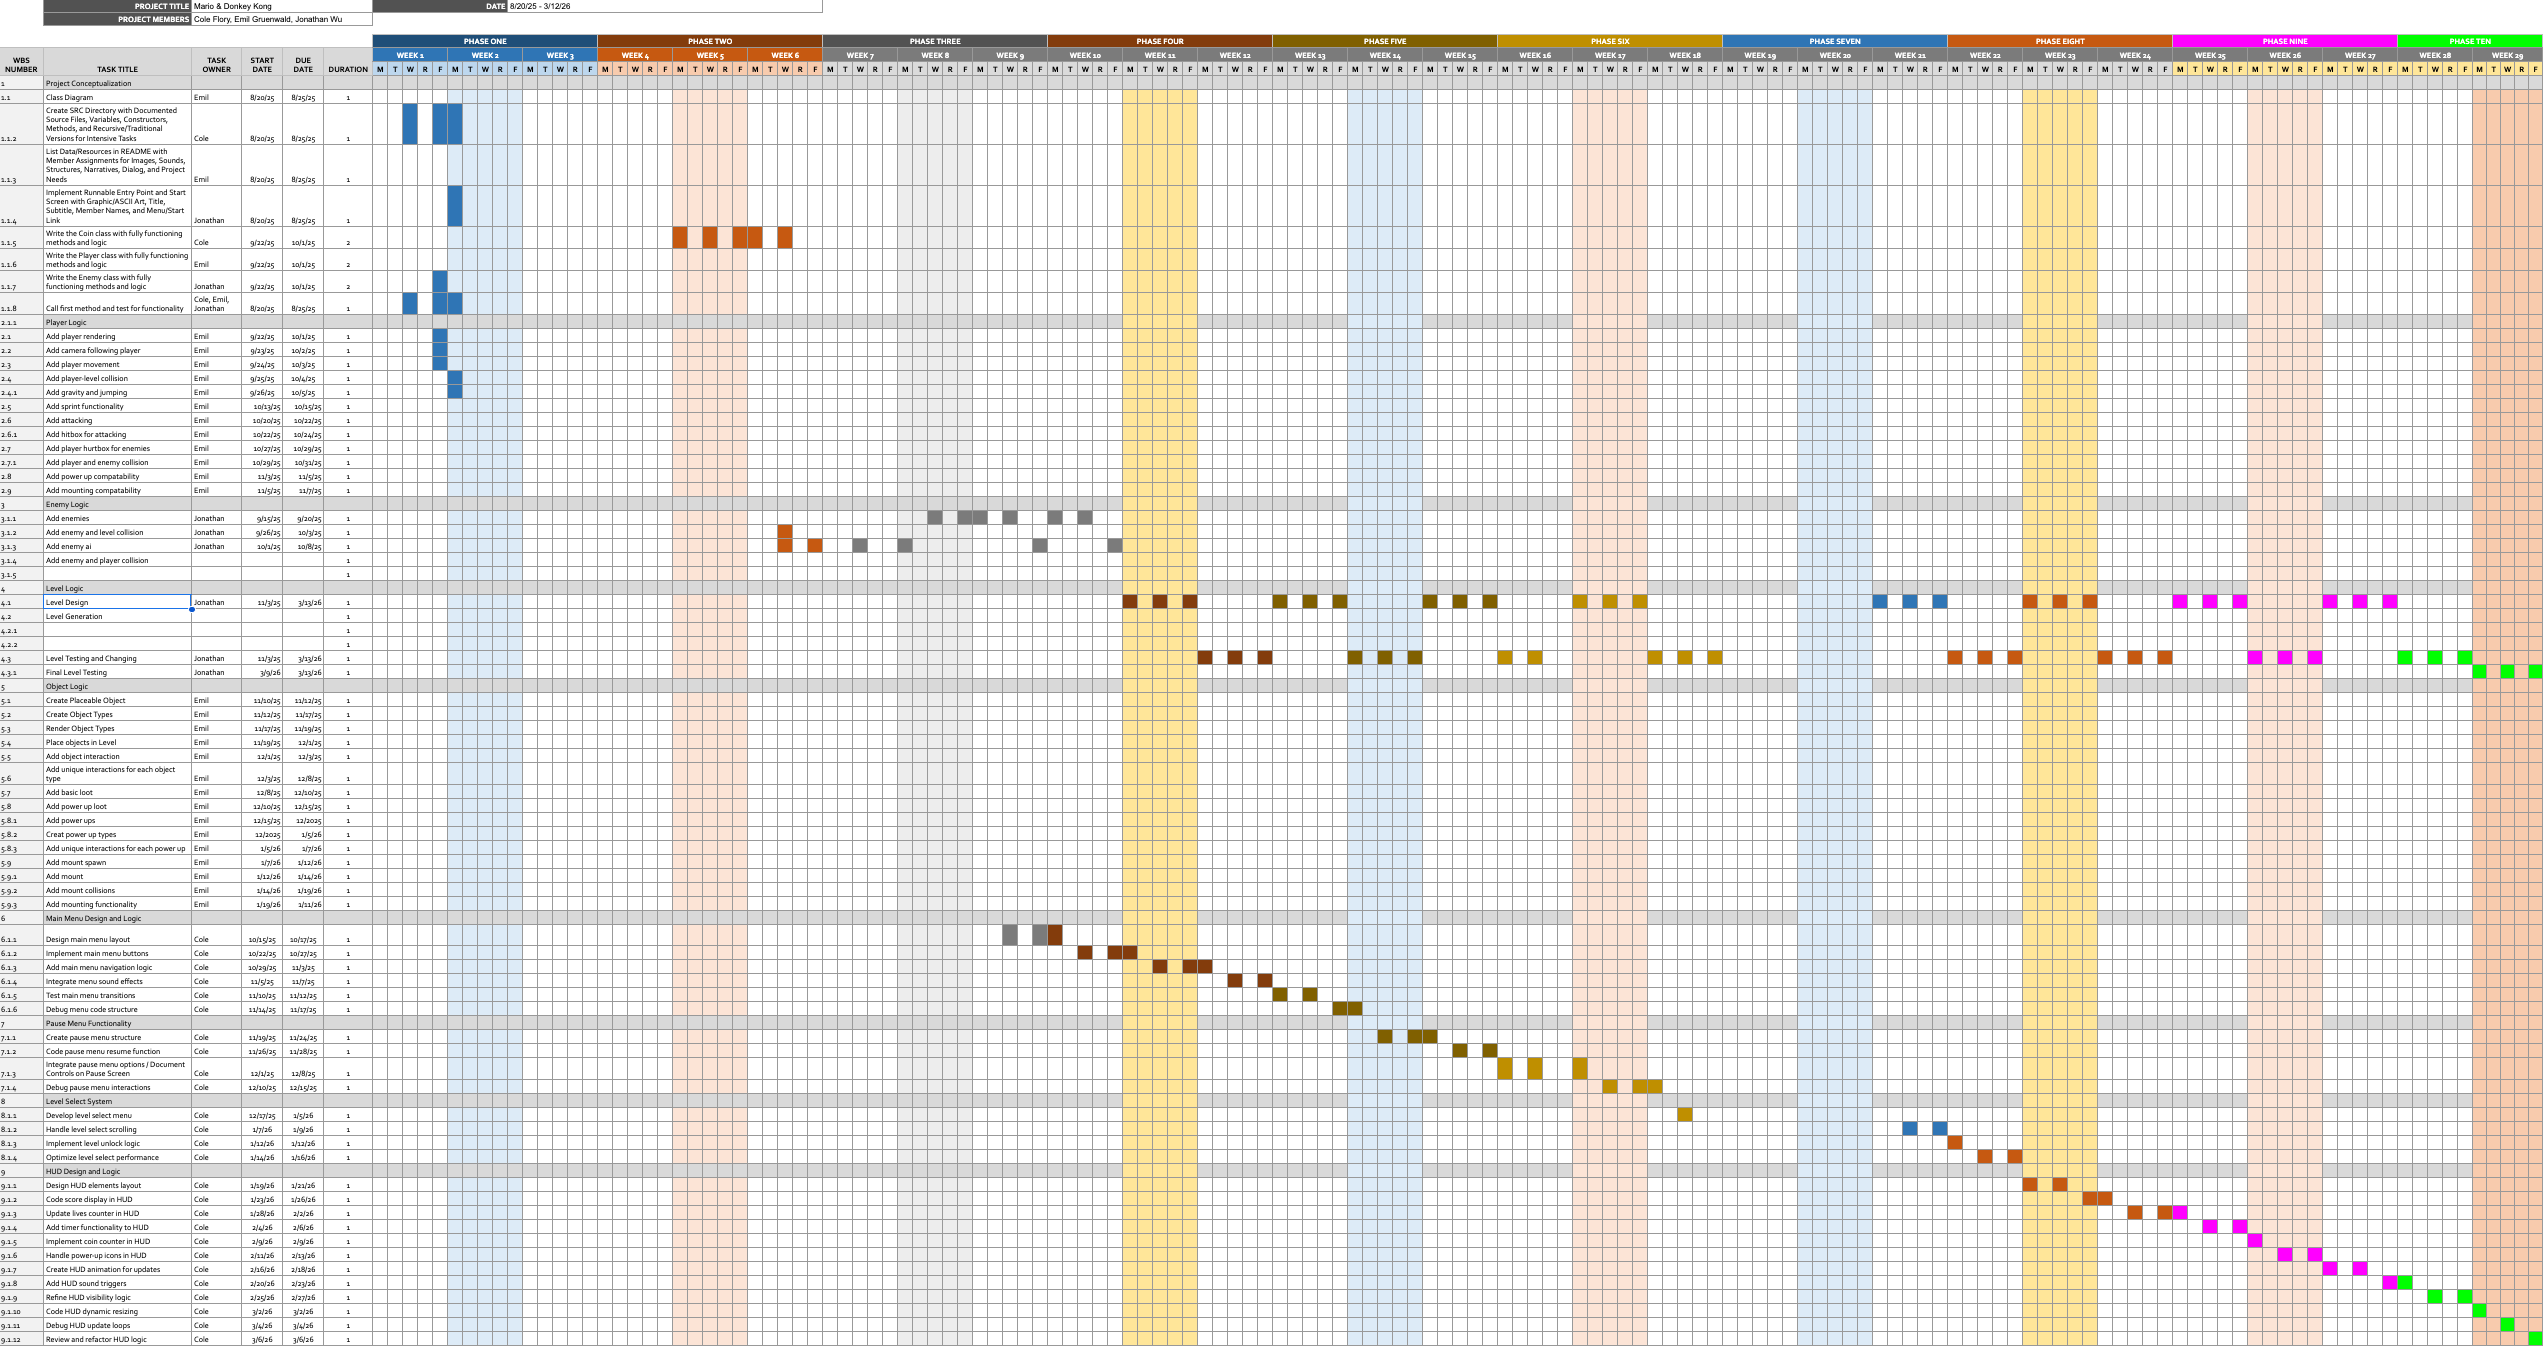 PROJECT TITLE Mario & Donkey Kong DATE 8/20/25 - 3/12/26
PROJECT MEMBERS Cole Flory, Emil Gruenwald, Jonathan Wu
PHASE ONE PHASE TWO PHASE THREE PHASE FOUR PHASE FIVE PHASE SIX PHASE SEVEN PHASE EIGHT PHASE NINE PHASE TEN
WEEK 1 WEEK 2 WEEK 3 WEEK 4 WEEK 5 WEEK 6 WEEK 7 WEEK 8 WEEK 9 WEEK 10 WEEK 11 WEEK 12 WEEK 13 WEEK 14 WEEK 15 WEEK 16 WEEK 17 WEEK 18 WEEK 19 WEEK 20 WEEK 21 WEEK 22 WEEK 23 WEEK 24 WEEK 25 WEEK 26 WEEK 27 WEEK 28 WEEK 29
WBS NUMBER TASK TITLE TASK OWNER START DATE DUE DATE DURATION M T W R F M T W R F M T W R F M T W R F M T W R F M T W R F M T W R F M T W R F M T W R F M T W R F M T W R F M T W R F M T W R F M T W R F M T W R F M T W R F M T W R F M T W R F M T W R F M T W R F M T W R F M T W R F M T W R F M T W R F M T W R F M T W R F M T W R F M T W R F M T W R F
1 Project Conceptualization
1.1 Class Diagram Emil 8/20/25 8/25/25 1
Create SRC Directory with Documented
Source Files, Variables, Constructors,
Methods, and Recursive/Traditional
1.1.2 Versions for Intensive Tasks Cole 8/20/25 8/25/25 1
List Data/Resources in README with
Member Assignments for Images, Sounds,
Structures, Narratives, Dialog, and Project
1.1.3 Needs Emil 8/20/25 8/25/25 1
Implement Runnable Entry Point and Start
Screen with Graphic/ASCII Art, Title,
Subtitle, Member Names, and Menu/Start
1.1.4 Link Jonathan 8/20/25 8/25/25 1
Write the Coin class with fully functioning
1.1.5 methods and logic Cole 9/22/25 10/1/25 2
Write the Player class with fully functioning
1.1.6 methods and logic Emil 9/22/25 10/1/25 2
Write the Enemy class with fully
1.1.7 functioning methods and logic Jonathan 9/22/25 10/1/25 2
Cole, Emil,
1.1.8 Call first method and test for functionality Jonathan 8/20/25 8/25/25 1
2.1.1 Player Logic
2.1 Add player rendering Emil 9/22/25 10/1/25 1
2.2 Add camera following player Emil 9/23/25 10/2/25 1
2.3 Add player movement Emil 9/24/25 10/3/25 1
2.4 Add player-level collision Emil 9/25/25 10/4/25 1
2.4.1 Add gravity and jumping Emil 9/26/25 10/5/25 1
2.5 Add sprint functionality Emil 10/13/25 10/15/25 1
2.6 Add attacking Emil 10/20/25 10/22/25 1
2.6.1 Add hitbox for attacking Emil 10/22/25 10/24/25 1
2.7 Add player hurtbox for enemies Emil 10/27/25 10/29/25 1
2.7.1 Add player and enemy collision Emil 10/29/25 10/31/25 1
2.8 Add power up compatability Emil 11/3/25 11/5/25 1
2.9 Add mounting compatability Emil 11/5/25 11/7/25 1
3 Enemy Logic
3.1.1 Add enemies Jonathan 9/15/25 9/20/25 1
3.1.2 Add enemy and level collision Jonathan 9/26/25 10/3/25 1
3.1.3 Add enemy ai Jonathan 10/1/25 10/8/25 1
3.1.4 Add enemy and player collision 1
3.1.5 1
4 Level Logic
4.1 Level Design Jonathan 11/3/25 3/13/26 1
4.2 Level Generation 1
4.2.1 1
4.2.2 1
4.3 Level Testing and Changing Jonathan 11/3/25 3/13/26 1
4.3.1 Final Level Testing Jonathan 3/9/26 3/13/26 1
5 Object Logic
5.1 Create Placeable Object Emil 11/10/25 11/12/25 1
5.2 Create Object Types Emil 11/12/25 11/17/25 1
5.3 Render Object Types Emil 11/17/25 11/19/25 1
5.4 Place objects in Level Emil 11/19/25 12/1/25 1
5.5 Add object interaction Emil 12/1/25 12/3/25 1
Add unique interactions for each object
5.6 type Emil 12/3/25 12/8/25 1
5.7 Add basic loot Emil 12/8/25 12/10/25 1
5.8 Add power up loot Emil 12/10/25 12/15/25 1
5.8.1 Add power ups Emil 12/15/25 12/2025 1
5.8.2 Creat power up types Emil 12/2025 1/5/26 1
5.8.3 Add unique interactions for each power up Emil 1/5/26 1/7/26 1
5.9 Add mount spawn Emil 1/7/26 1/12/26 1
5.9.1 Add mount Emil 1/12/26 1/14/26 1
5.9.2 Add mount collisions Emil 1/14/26 1/19/26 1
5.9.3 Add mounting functionality Emil 1/19/26 1/11/26 1
6 Main Menu Design and Logic
6.1.1 Design main menu layout Cole 10/15/25 10/17/25 1
6.1.2 Implement main menu buttons Cole 10/22/25 10/27/25 1
6.1.3 Add main menu navigation logic Cole 10/29/25 11/3/25 1
6.1.4 Integrate menu sound effects Cole 11/5/25 11/7/25 1
6.1.5 Test main menu transitions Cole 11/10/25 11/12/25 1
6.1.6 Debug menu code structure Cole 11/14/25 11/17/25 1
7 Pause Menu Functionality
7.1.1 Create pause menu structure Cole 11/19/25 11/24/25 1
7.1.2 Code pause menu resume function Cole 11/26/25 11/28/25 1
Integrate pause menu options / Document
7.1.3 Controls on Pause Screen Cole 12/1/25 12/8/25 1
7.1.4 Debug pause menu interactions Cole 12/10/25 12/15/25 1
8 Level Select System
8.1.1 Develop level select menu Cole 12/17/25 1/5/26 1
8.1.2 Handle level select scrolling Cole 1/7/26 1/9/26 1
8.1.3 Implement level unlock logic Cole 1/12/26 1/12/26 1
8.1.4 Optimize level select performance Cole 1/14/26 1/16/26 1
9 HUD Design and Logic
9.1.1 Design HUD elements layout Cole 1/19/26 1/21/26 1
9.1.2 Code score display in HUD Cole 1/23/26 1/26/26 1
9.1.3 Update lives counter in HUD Cole 1/28/26 2/2/26 1
9.1.4 Add timer functionality to HUD Cole 2/4/26 2/6/26 1
9.1.5 Implement coin counter in HUD Cole 2/9/26 2/9/26 1
9.1.6 Handle power-up icons in HUD Cole 2/11/26 2/13/26 1
9.1.7 Create HUD animation for updates Cole 2/16/26 2/18/26 1
9.1.8 Add HUD sound triggers Cole 2/20/26 2/23/26 1
9.1.9 Refine HUD visibility logic Cole 2/25/26 2/27/26 1
9.1.10 Code HUD dynamic resizing Cole 3/2/26 3/2/26 1
9.1.11 Debug HUD update loops Cole 3/4/26 3/4/26 1
9.1.12 Review and refactor HUD logic Cole 3/6/26 3/6/26 1